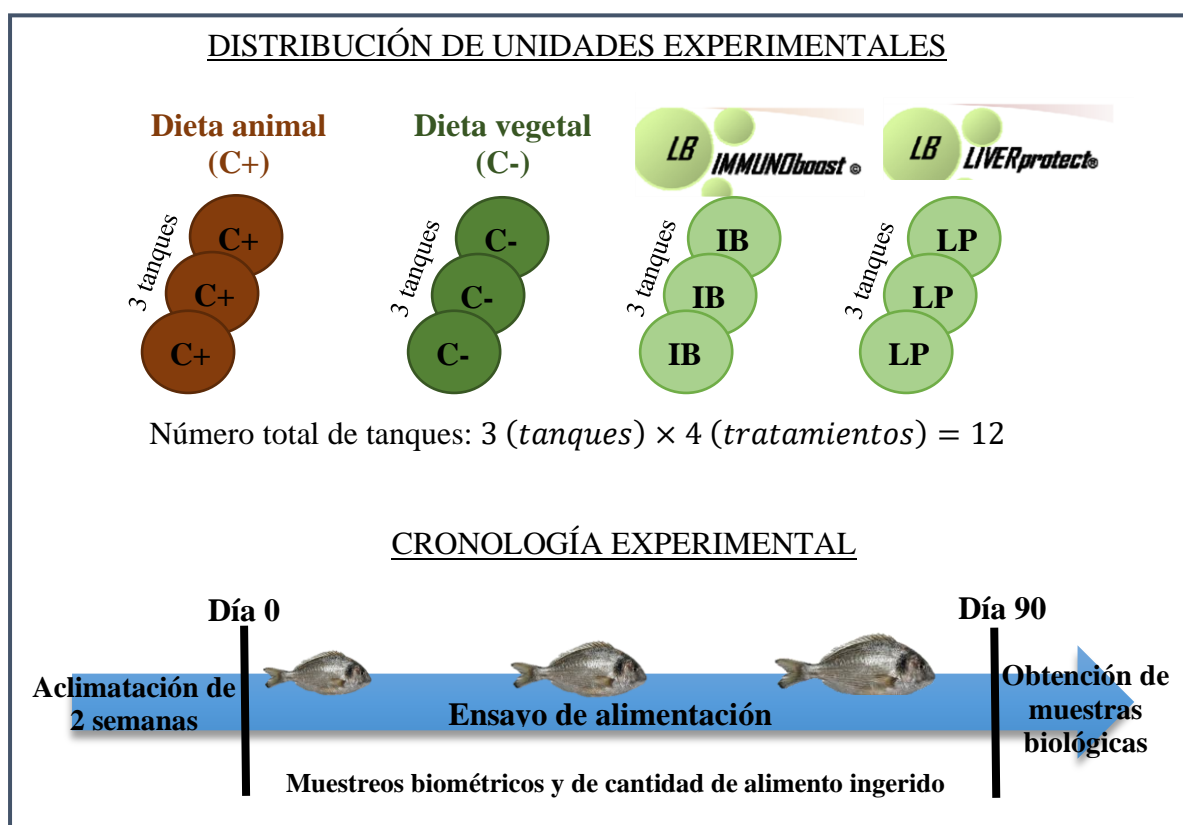 DISTRIBUCIÓN DE UNIDADES EXPERIMENTALES
Dieta animal
(C+)
Dieta vegetal
(C-)
LB IMMUNOboost ©
LB LIVERprotect®
3 tanques
C+
C+
C+
3 tanques
C-
C-
C-
3 tanques
IB
IB
IB
3 tanques
LP
LP
LP
Número total de tanques: 3 (tanques) × 4 (tratamientos) = 12
CRONOLOGÍA EXPERIMENTAL
Día 0
Día 90
Aclimatación de
2 semanas
Ensayo de alimentación
Obtención de
muestras
biológicas
Muestreos biométricos y de cantidad de alimento ingerido